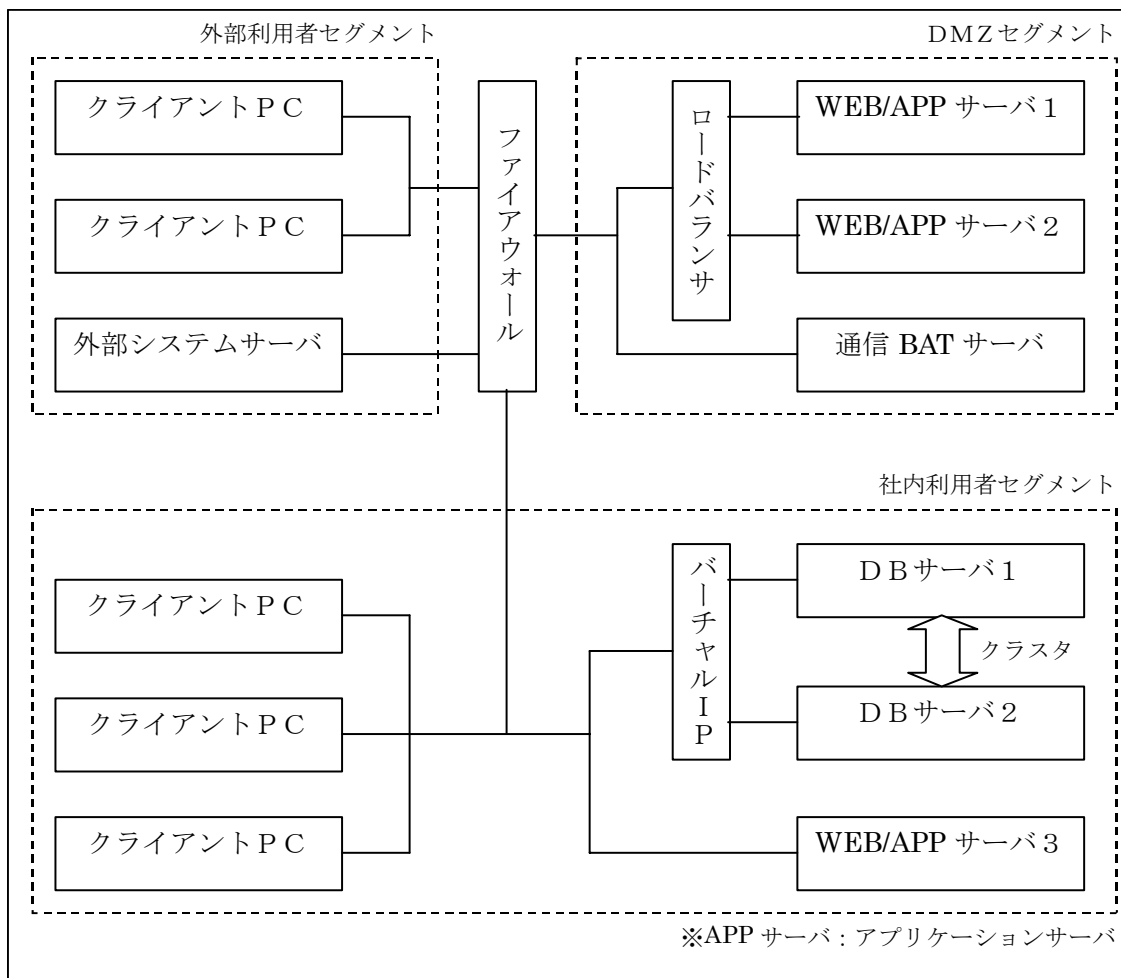 外部利用者セグメント
DMZセグメント
クライアントPC
クライアントPC
外部システムサーバ
ファイアウォール
ロードバランサ
WEB/APP サーバ1
WEB/APP サーバ2
通信 BAT サーバ
社内利用者セグメント
クライアントPC
クライアントPC
クライアントPC
バーチャルIP
DBサーバ1
クラスタ
DBサーバ2
WEB/APP サーバ3
※APP サーバ:アプリケーションサーバ